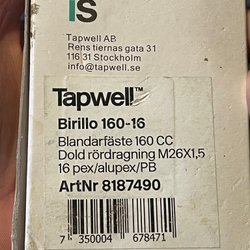 IS
Tapwell AB
Rens tiernas gata 31
116 31 Stockholm
info@tapwell.se
Tapwell™
Birillo 160-16
Blandarfäste 160 CC
Dold rördragning M26X1,5
16 pex/alupex/PB
ArtNr 8187490
7 350004 678471